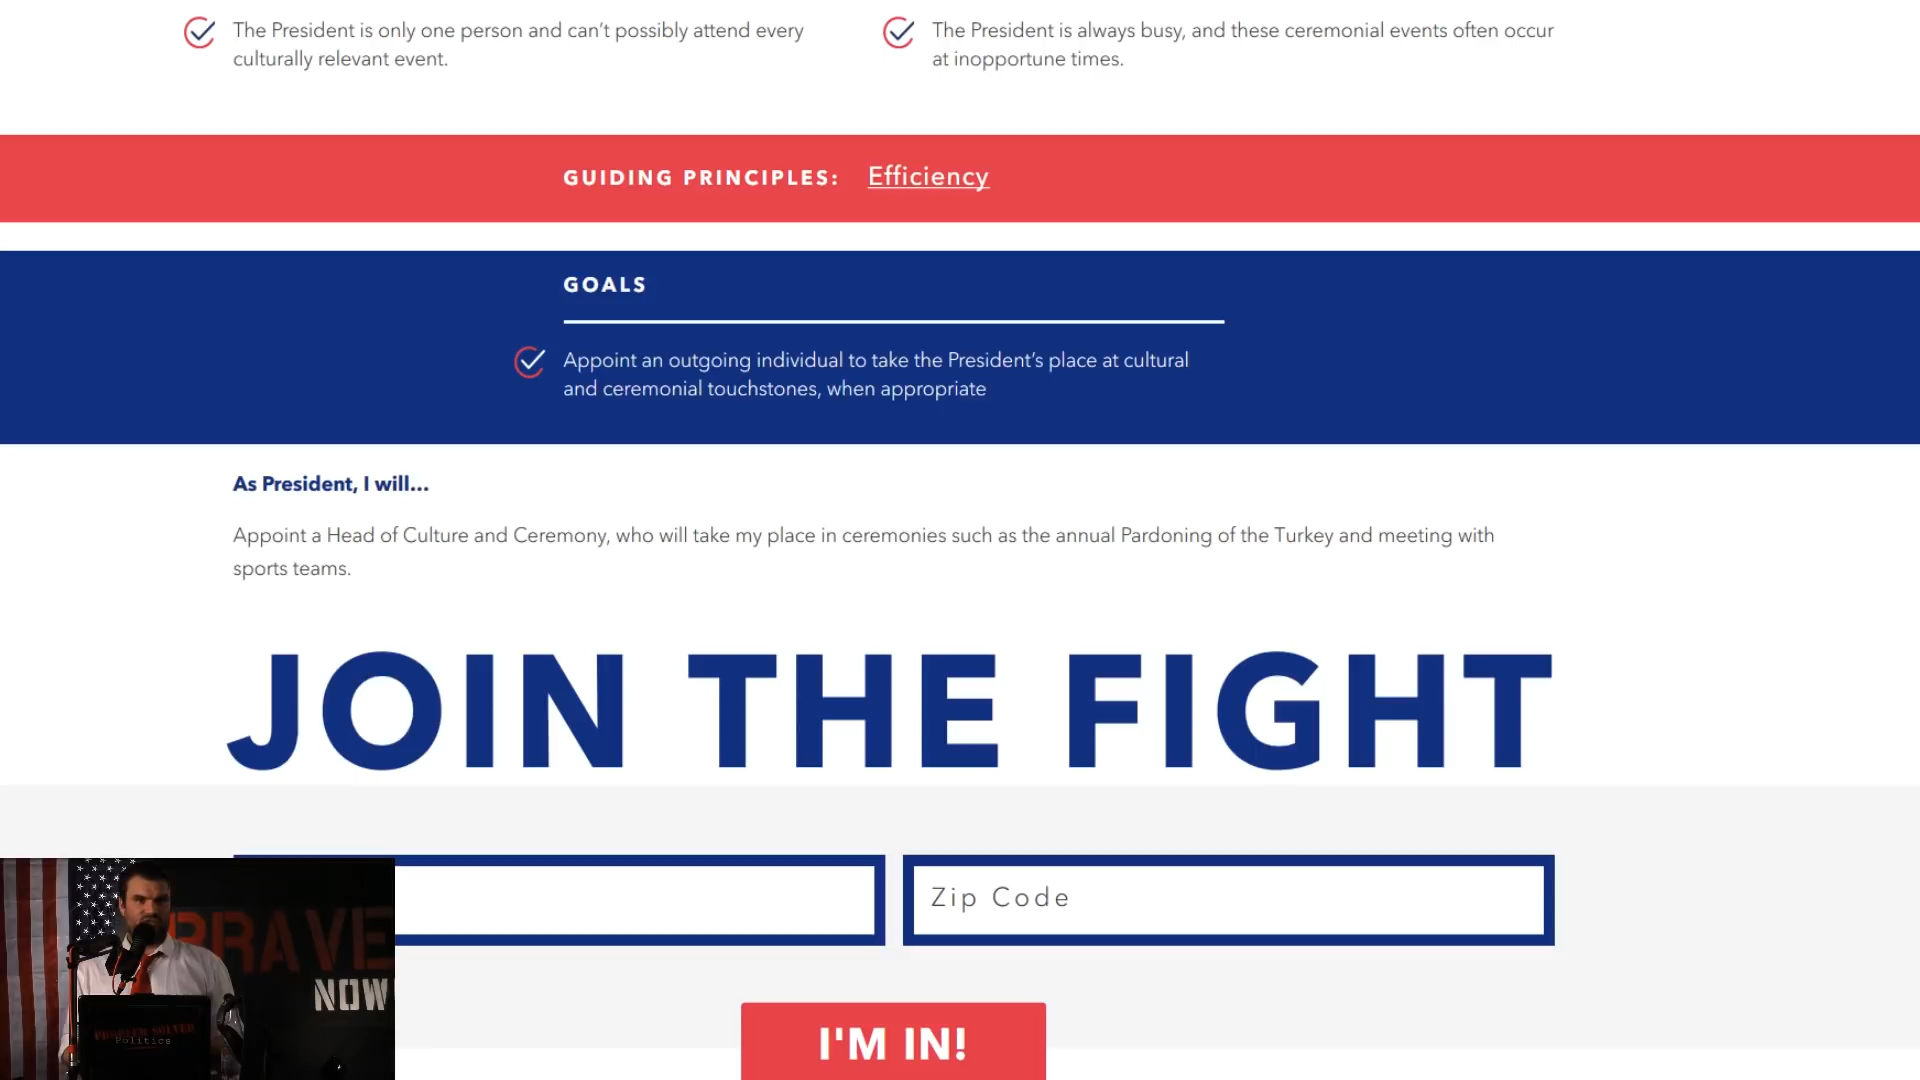 The President is only one person and can’t possibly attend every
culturally relevant event.
The President is always busy, and these ceremonial events often occur
at inopportune times.
GUIDING PRINCIPLES: Efficiency
GOALS
Appoint an outgoing individual to take the President’s place at cultural
and ceremonial touchstones, when appropriate
As President, I will...
Appoint a Head of Culture and Ceremony, who will take my place in ceremonies such as the annual Pardoning of the Turkey and meeting with
sports teams.
JOIN THE FIGHT
Zip Code
I'M IN!
BRAVE
NOW
PROBLEM SOLVED
Politics